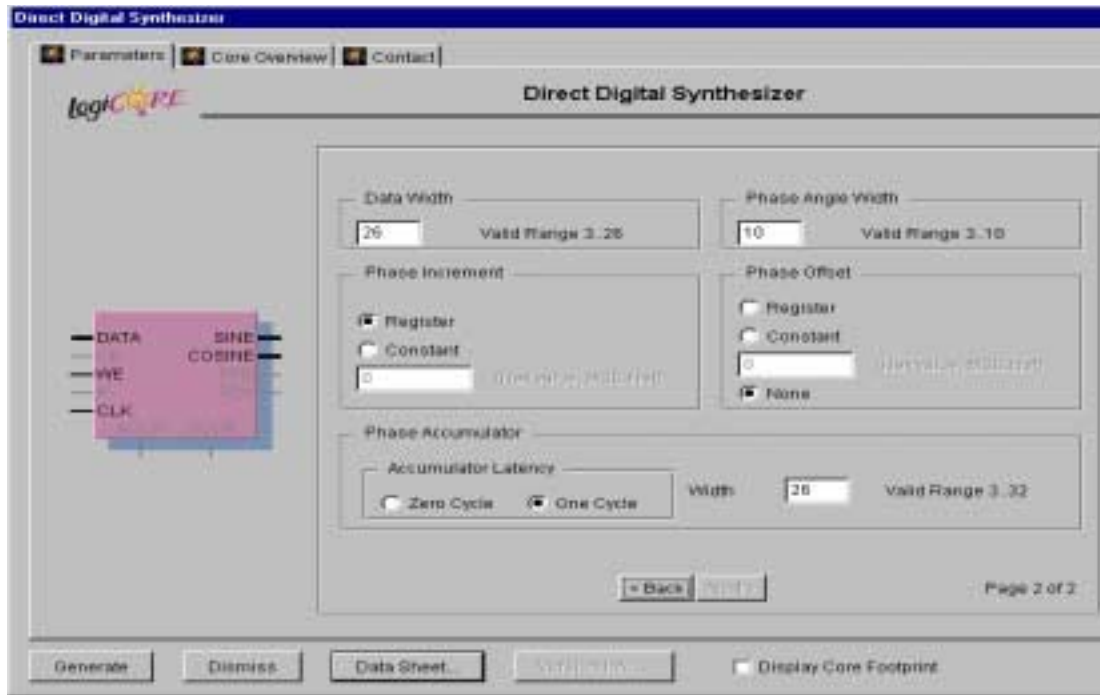 Direct Digital Synthesizer
Parameters Core Overview Contact
LogiCORE
Direct Digital Synthesizer
Data Width
26 Valid Range 3..26
Phase Angle Width
10 Valid Range 3..10
Phase Increment
Register
Constant
0
Phase Offset
Register
Constant
0
None
DATA SINE
COSINE
WE
CLK
Phase Accumulator
Accumulator Latency
Zero Cycle One Cycle
Width 26 Valid Range 3..32
< Back
Page 2 of 2
Generate Dismiss Data Sheet... Display Core Footprint